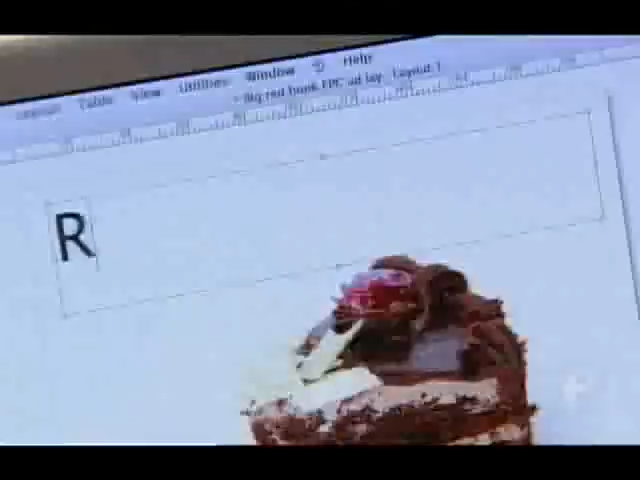 Table View Utilities Window Help
Big red book FPC ad lay: Layout 1
R